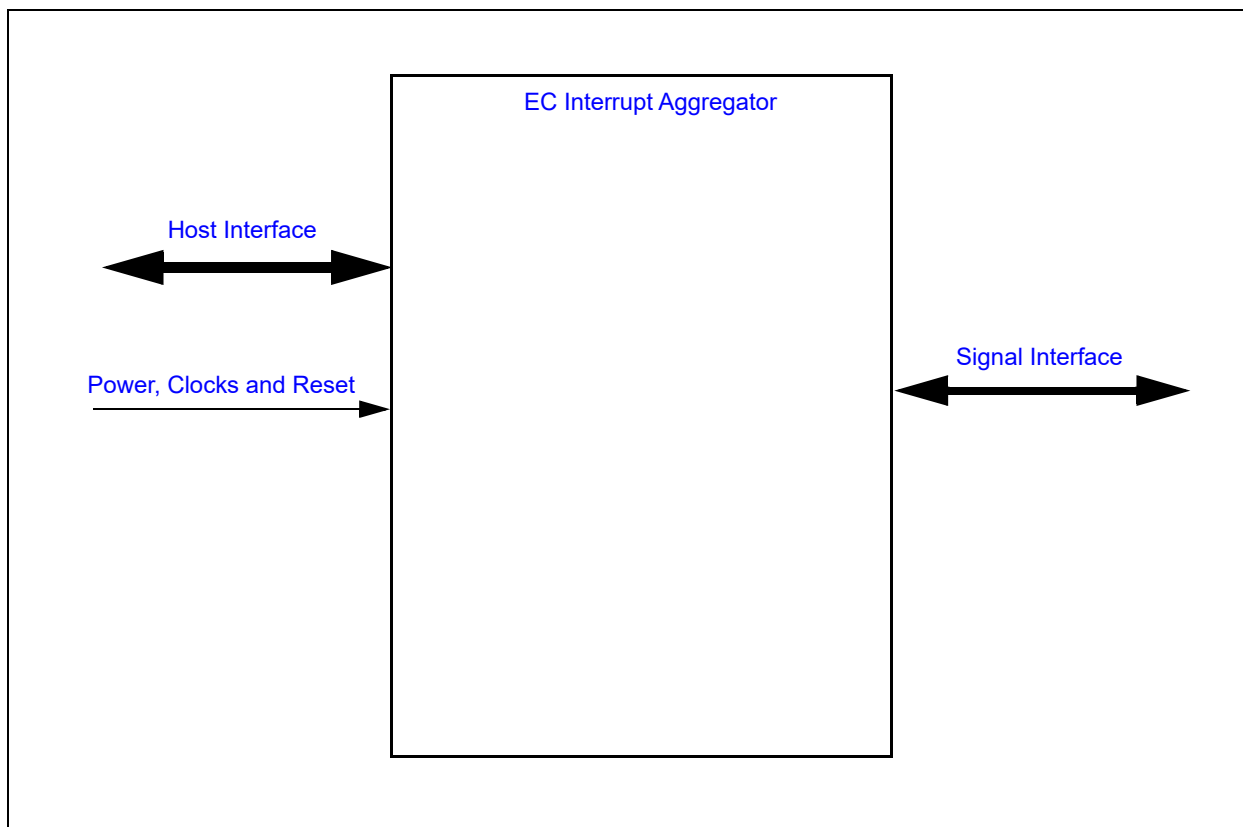 EC Interrupt Aggregator
Host Interface
Signal Interface
Power, Clocks and Reset